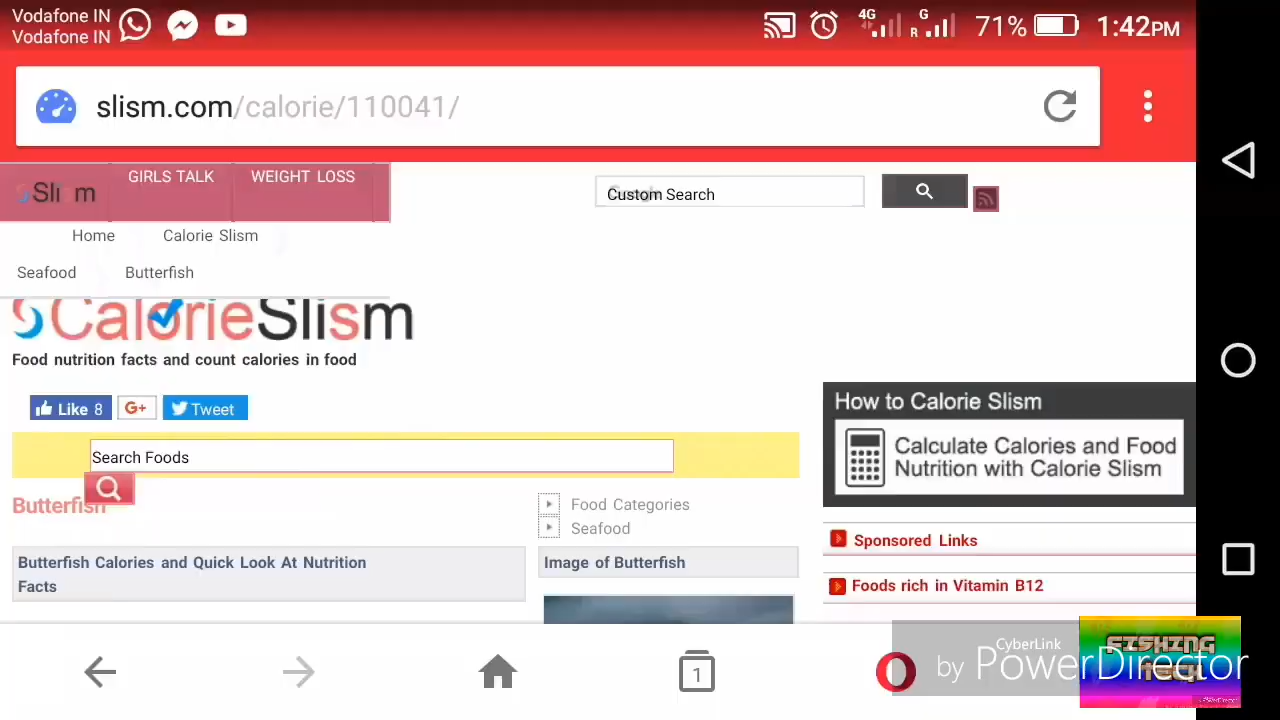 Vodafone IN
Vodafone IN
4G G R 71% 1:42PM
slism.com/calorie/110041/
Slism GIRLS TALK WEIGHT LOSS
Custom Search
Home Calorie Slism
Seafood Butterfish
CalorieSlism
Food nutrition facts and count calories in food
Like 8 G+ Tweet
Search Foods
Butterfish
Food Categories
Seafood
Butterfish Calories and Quick Look At Nutrition
Facts
Image of Butterfish
How to Calorie Slism
Calculate Calories and Food
Nutrition with Calorie Slism
Sponsored Links
Foods rich in Vitamin B12
1
by CyberLink PowerDirector
FISHING
TECH